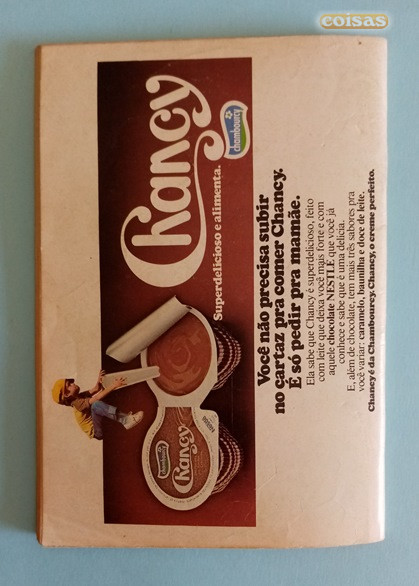 coisas
Chancy
chambourcy
Superdelicioso e alimenta.
chambourcy
Chancy
Você não precisa subir
no cartaz pra comer Chancy.
É só pedir pra mamãe.
Ela sabe que Chancy é superdelicioso, feito
com leite que deixa você mais forte e com
aquele chocolate NESTLÉ que você já
conhece e sabe que é uma delícia.
E, além de chocolate, tem mais três sabores pra
você variar: caramelo, baunilha e doce de leite.
Chancy é da Chambourcy. Chancy, o creme perfeito.